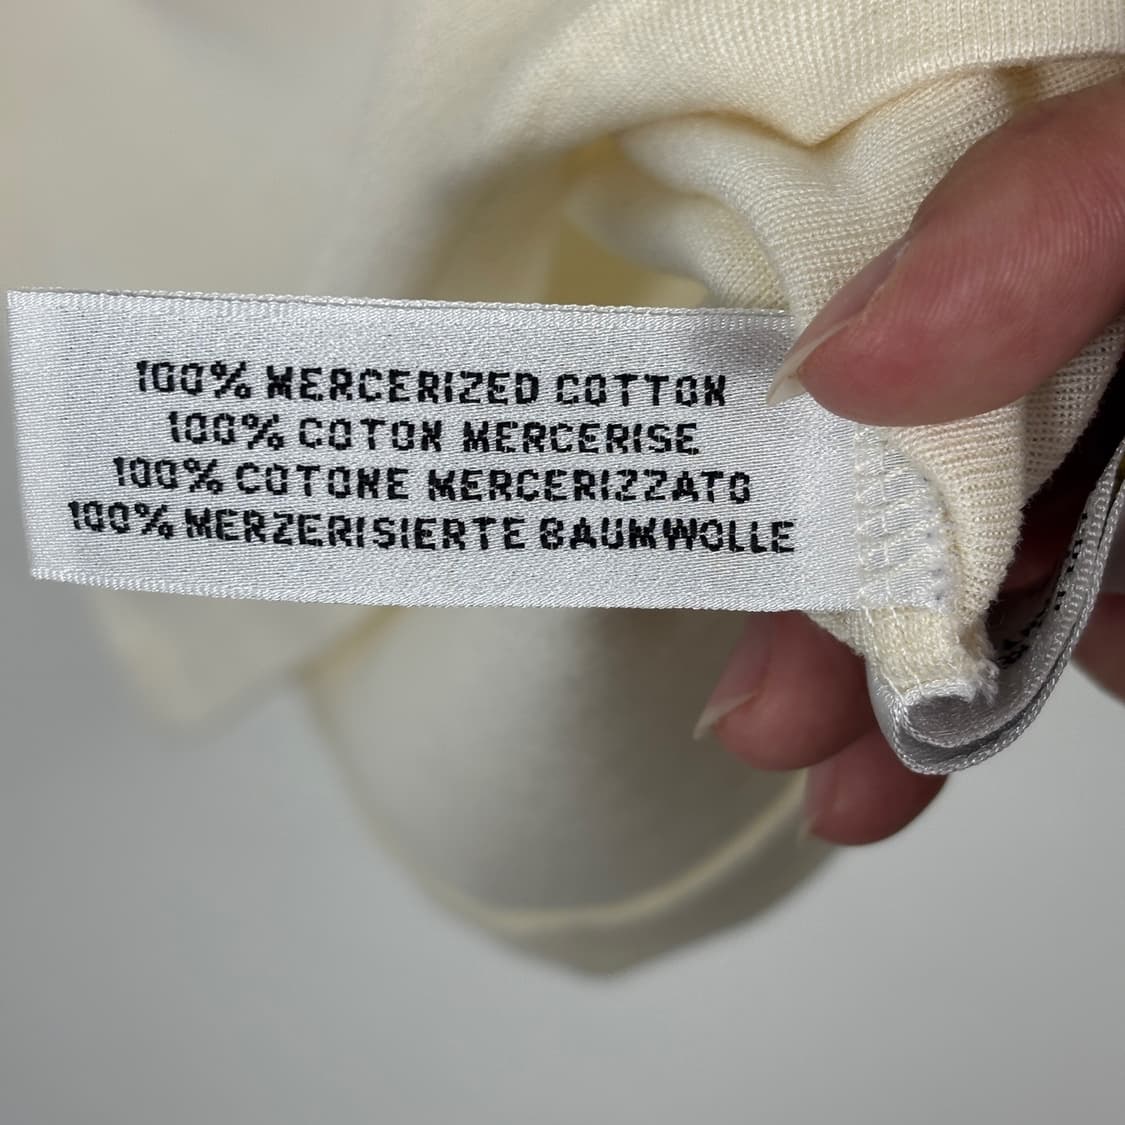 100% MERCERIZED COTTON
100% COTON MERCERISE
100% COTONE MERCERIZZATO
100% MERZERISIERTE BAUMWOLLE